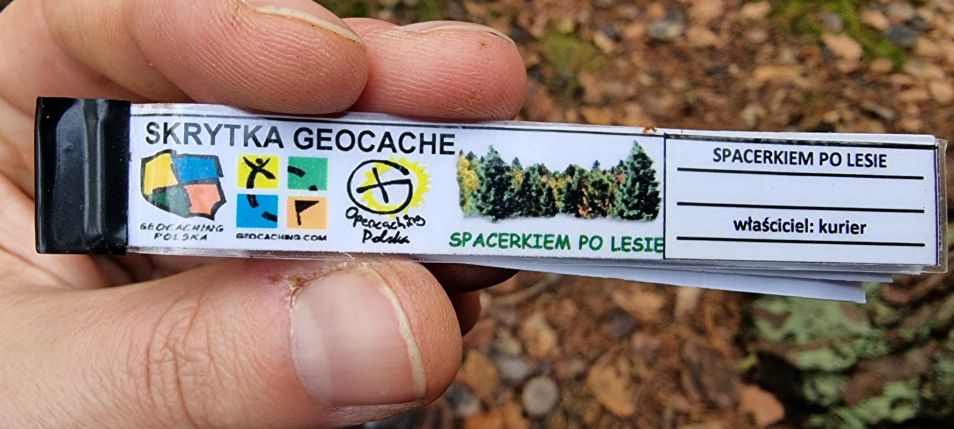 SKRYTKA GEOCACHE
GEOCACHING
POLSKA
GEOCACHING.COM
Opencaching
Polska
SPACERKIEM PO LESIE
SPACERKIEM PO LESIE
właściciel: kurier